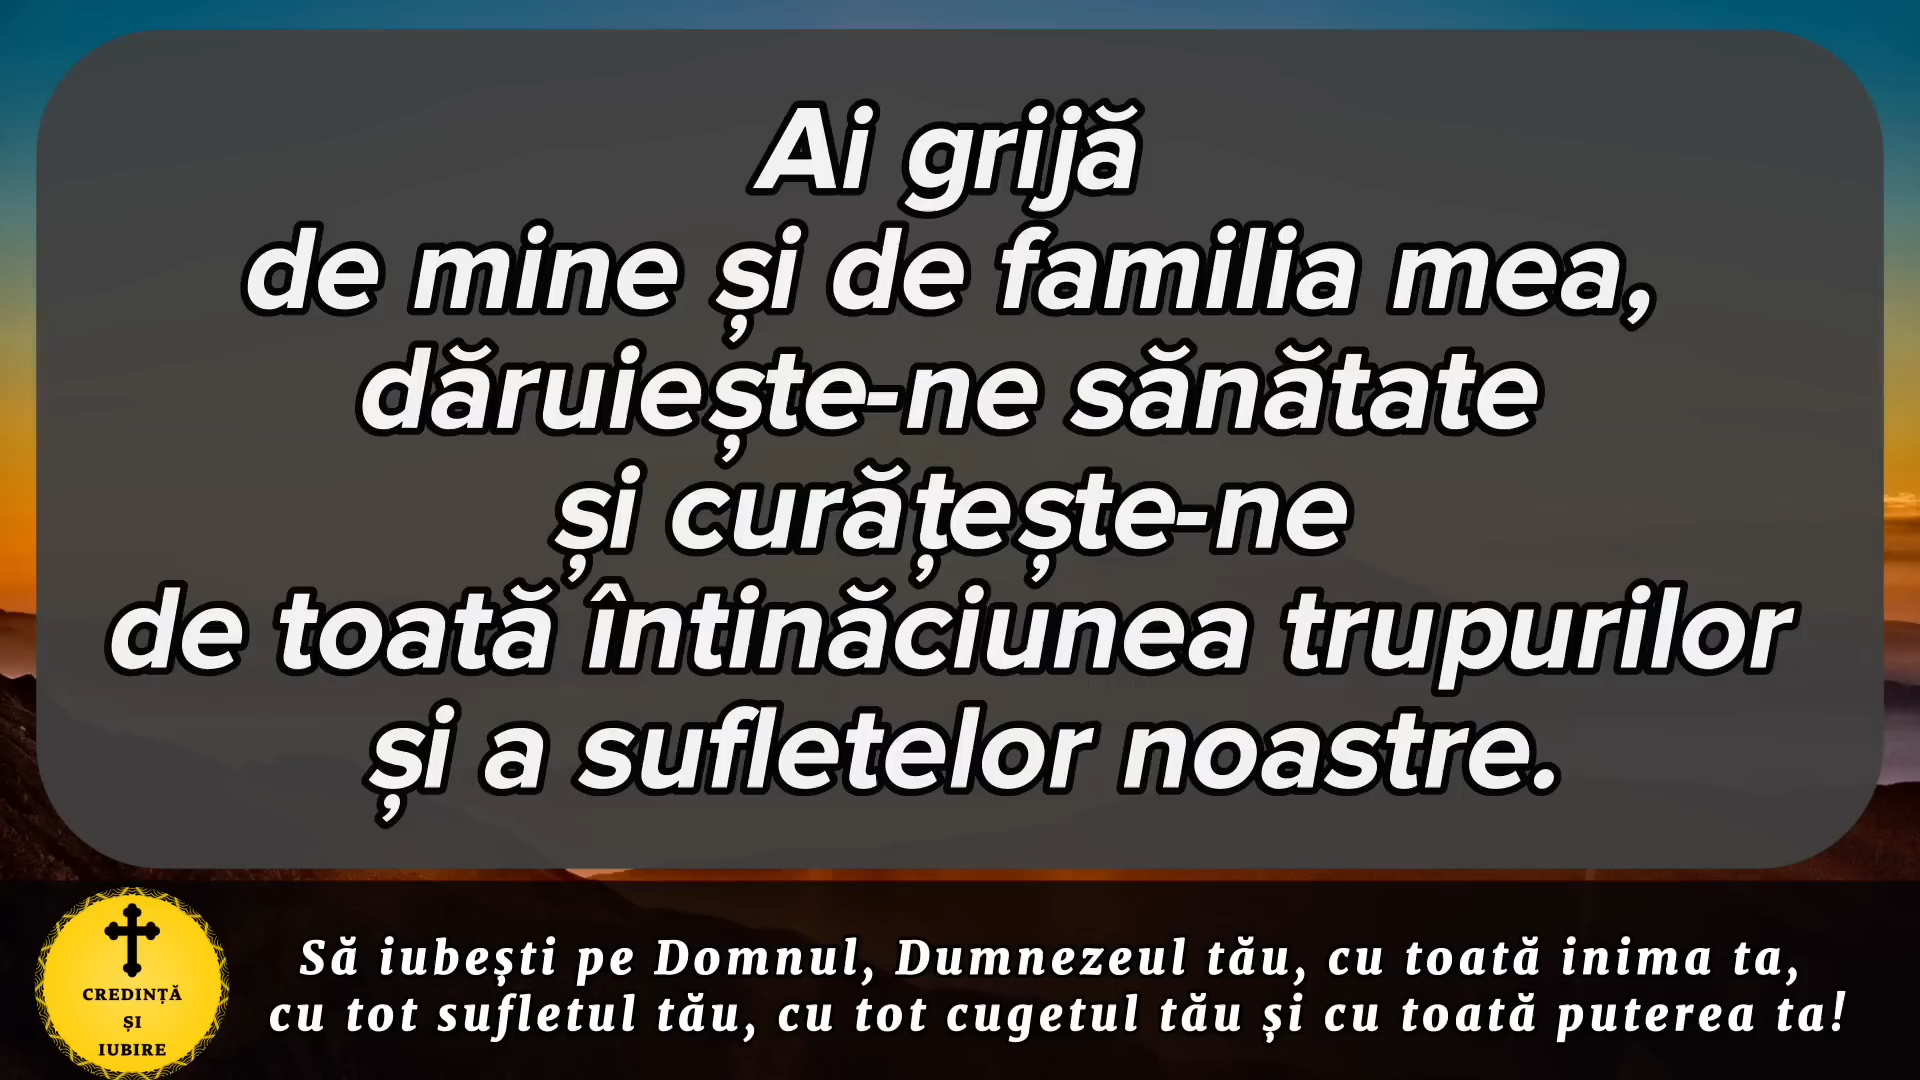 Ai grijă
de mine și de familia mea,
dăruiește-ne sănătate
și curățește-ne
de toată întinăciunea trupurilor
și a sufletelor noastre.
CREDINȚĂ
ȘI
IUBIRE
Să iubești pe Domnul, Dumnezeul tău, cu toată inima ta,
cu tot sufletul tău, cu tot cugetul tău și cu toată puterea ta!